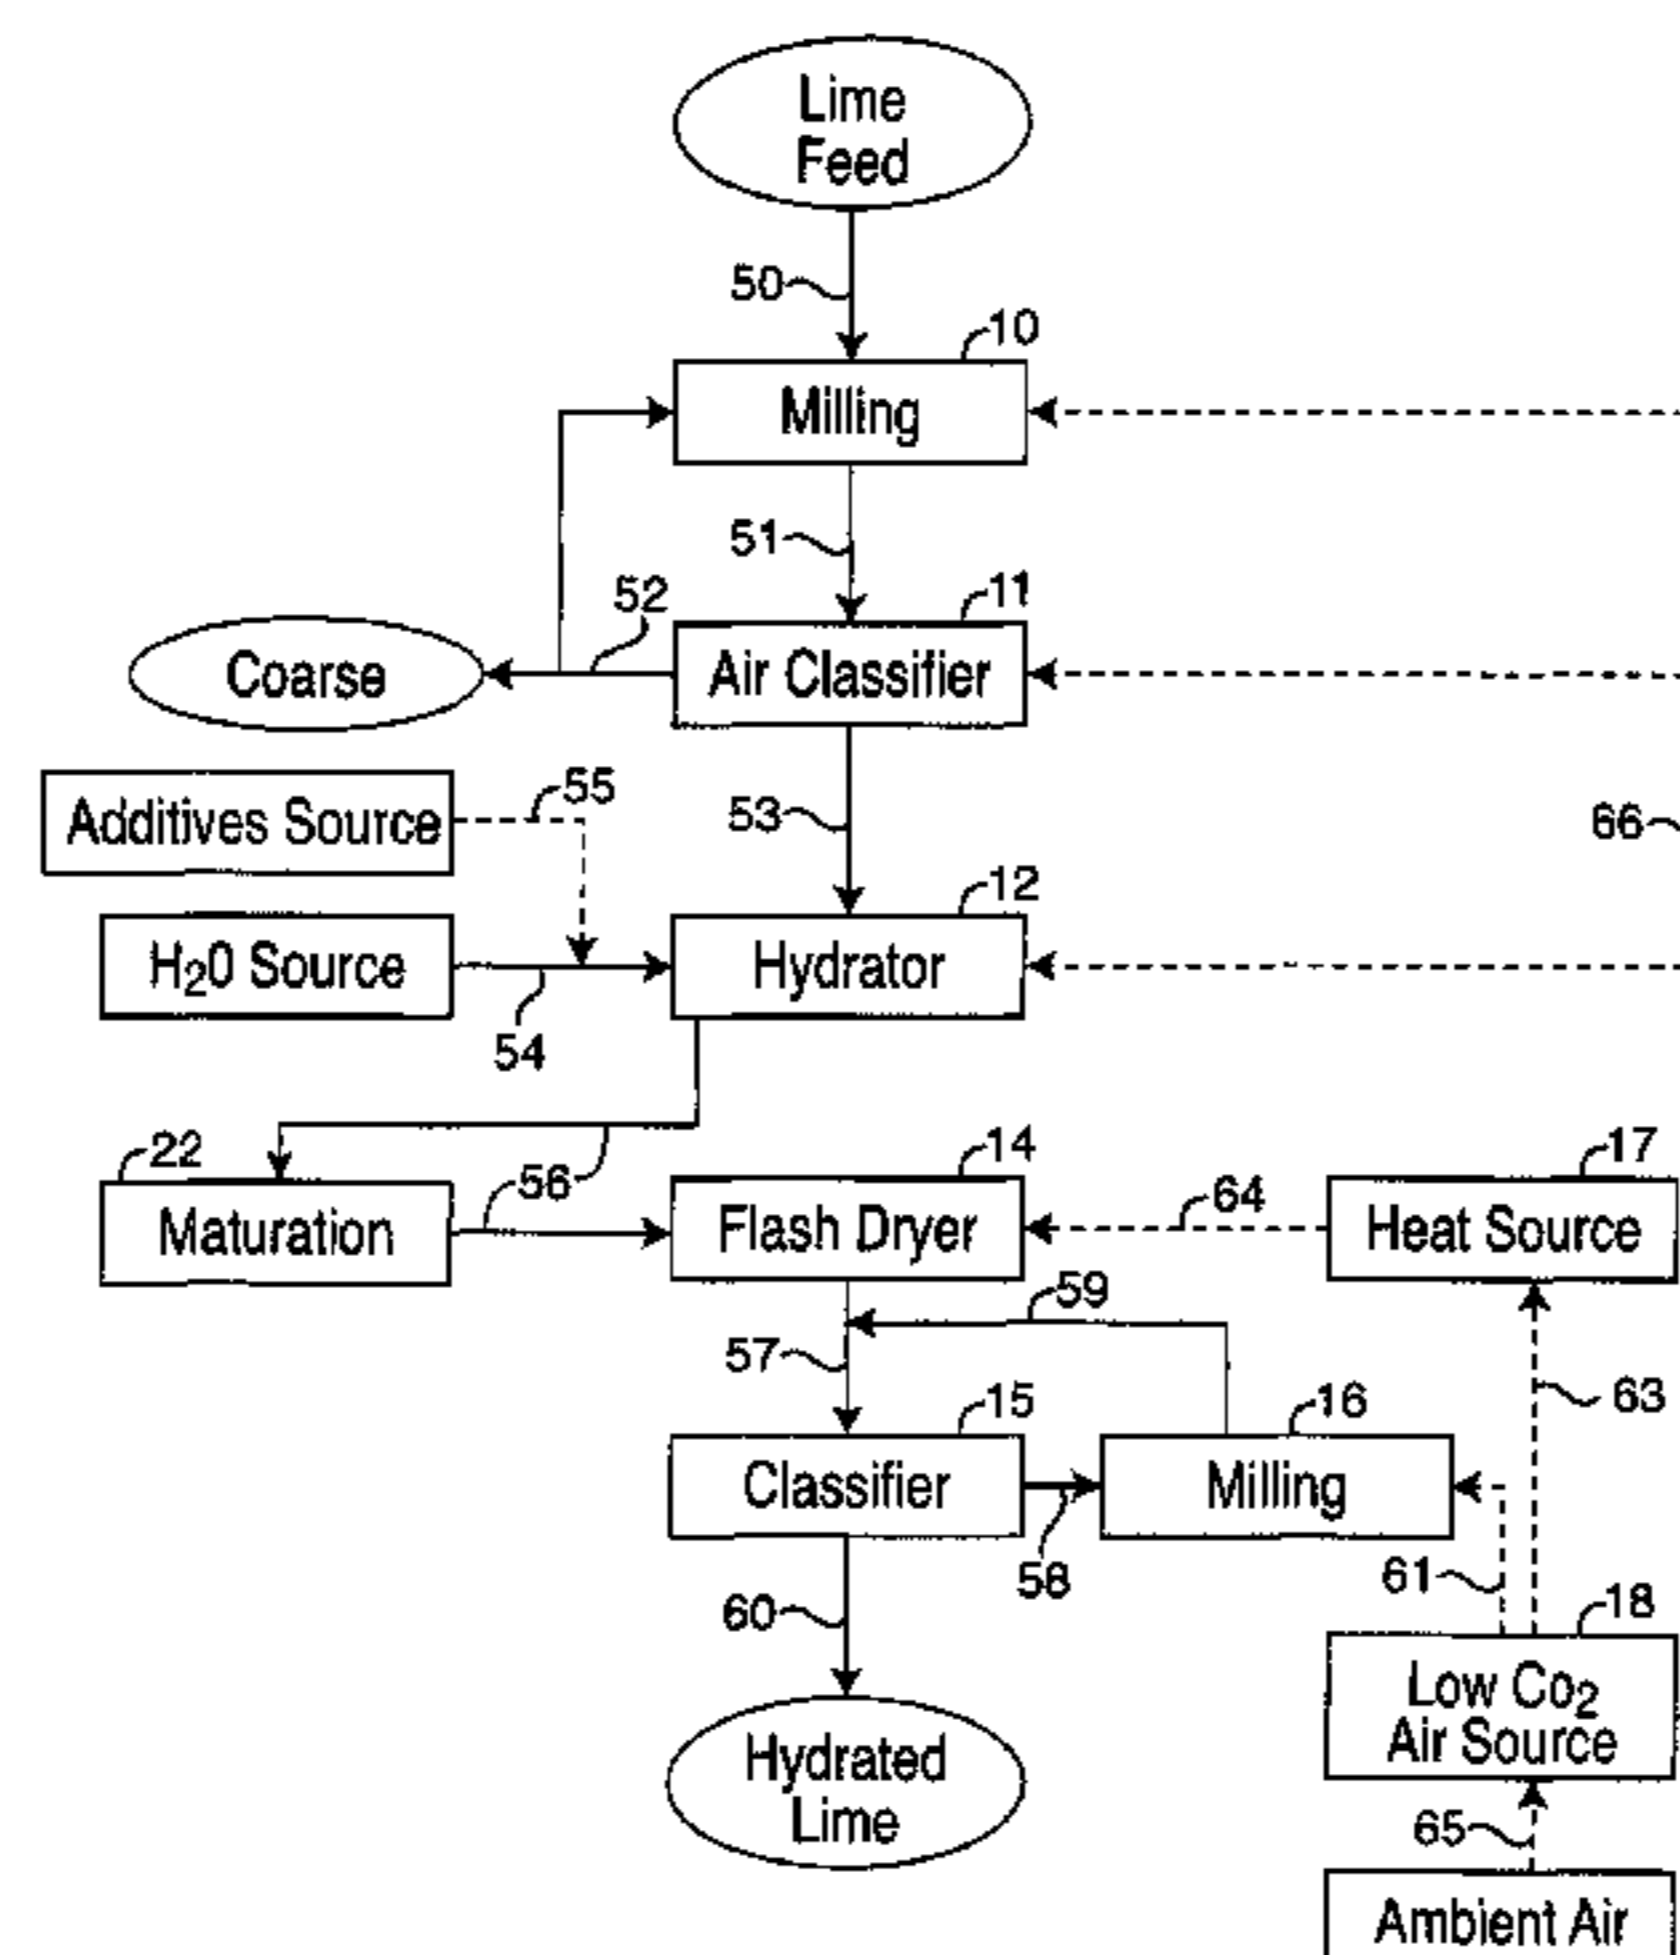 Lime
Feed
50
10
Milling
51
52
11
Coarse
Air Classifier
55
Additives Source
53
66
12
H₂0 Source
Hydrator
54
22
56
14
17
Maturation
Flash Dryer
64
Heat Source
59
57
63
15
16
Classifier
Milling
58
61
60
18
Low Co₂
Air Source
Hydrated
Lime
65
Ambient Air